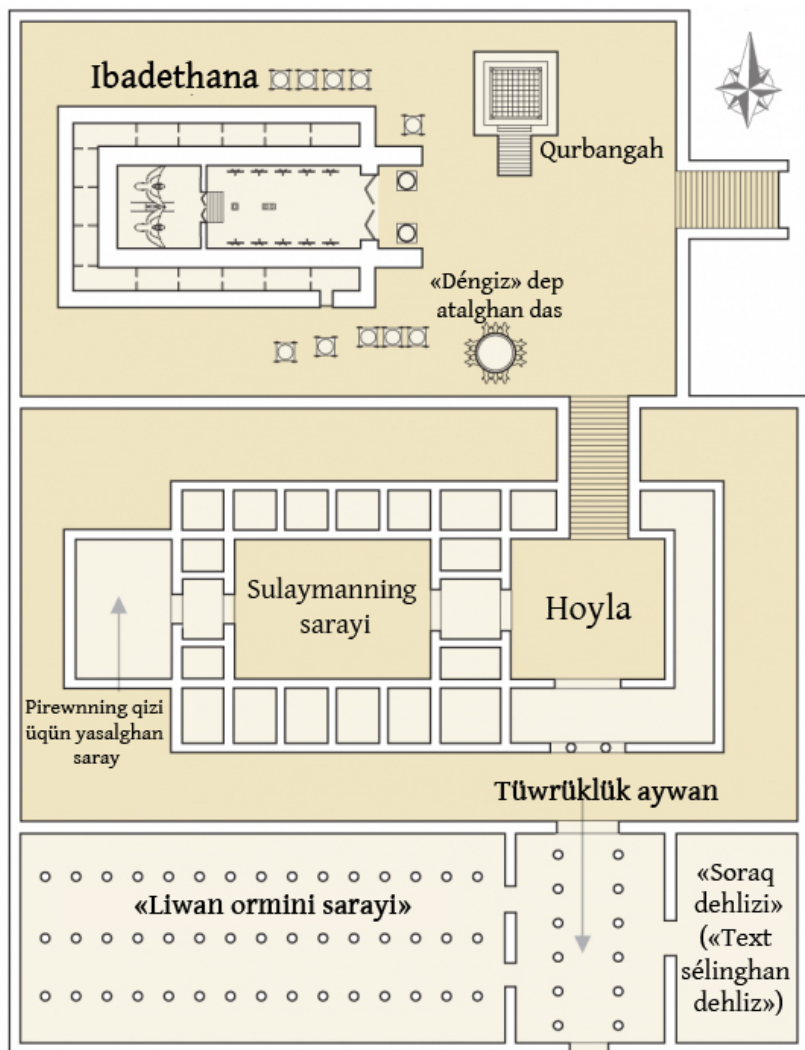 Ibadethana
Qurbangah
«Déngiz» dep
atalghan das
Sulaymanning
sarayi
Hoyla
Pirewnning qizi
üqün yasalghan
saray
Tüwrüklük aywan
«Liwan ormini sarayi»
«Soraq
dehlizi»
(«Text
sélinghan
dehliz»)